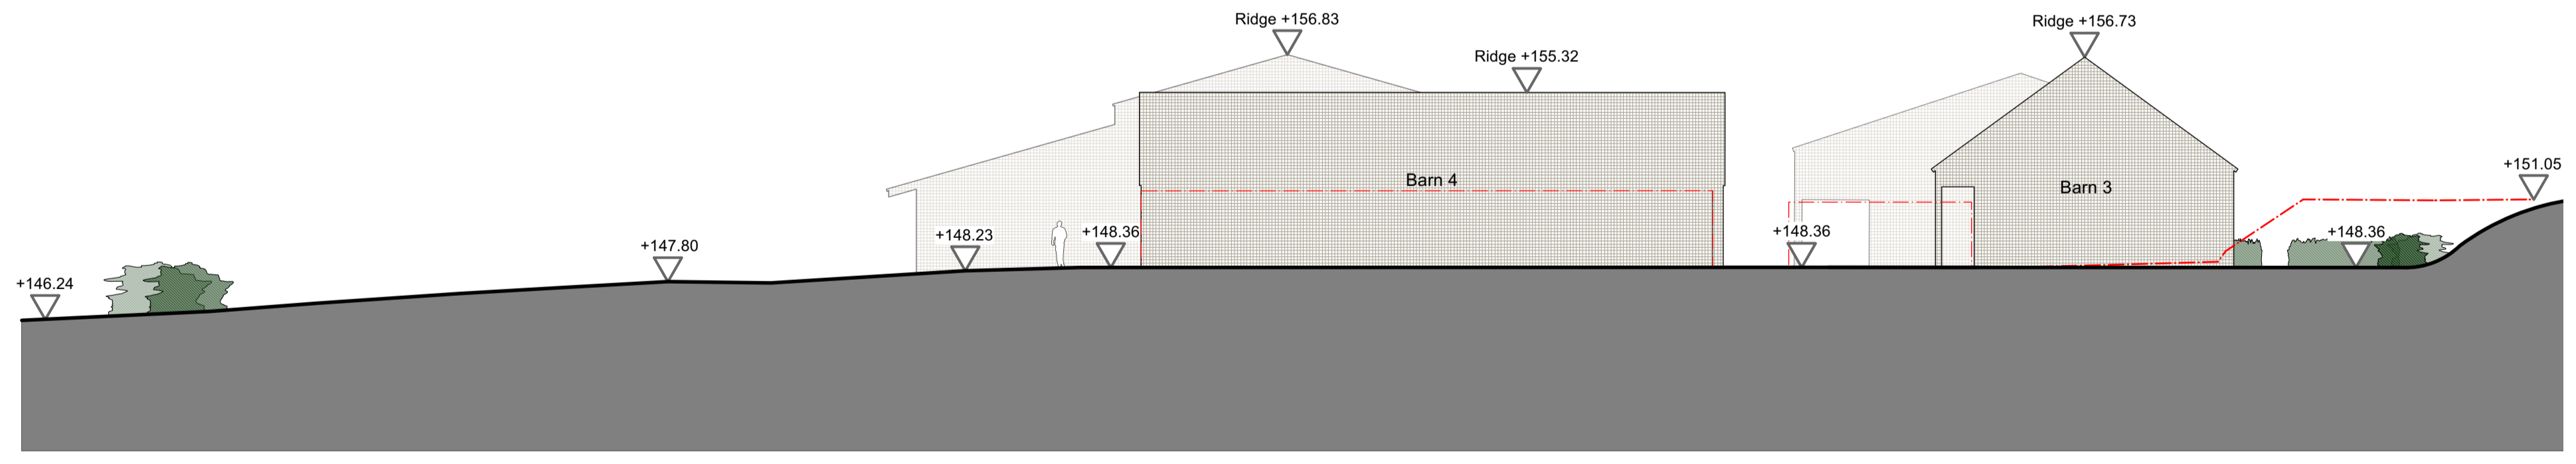 Ridge +156.83
Ridge +156.73
Ridge +155.32
+151.05
Barn 4
Barn 3
+148.23
+148.36
+148.36
+148.36
+147.80
+146.24